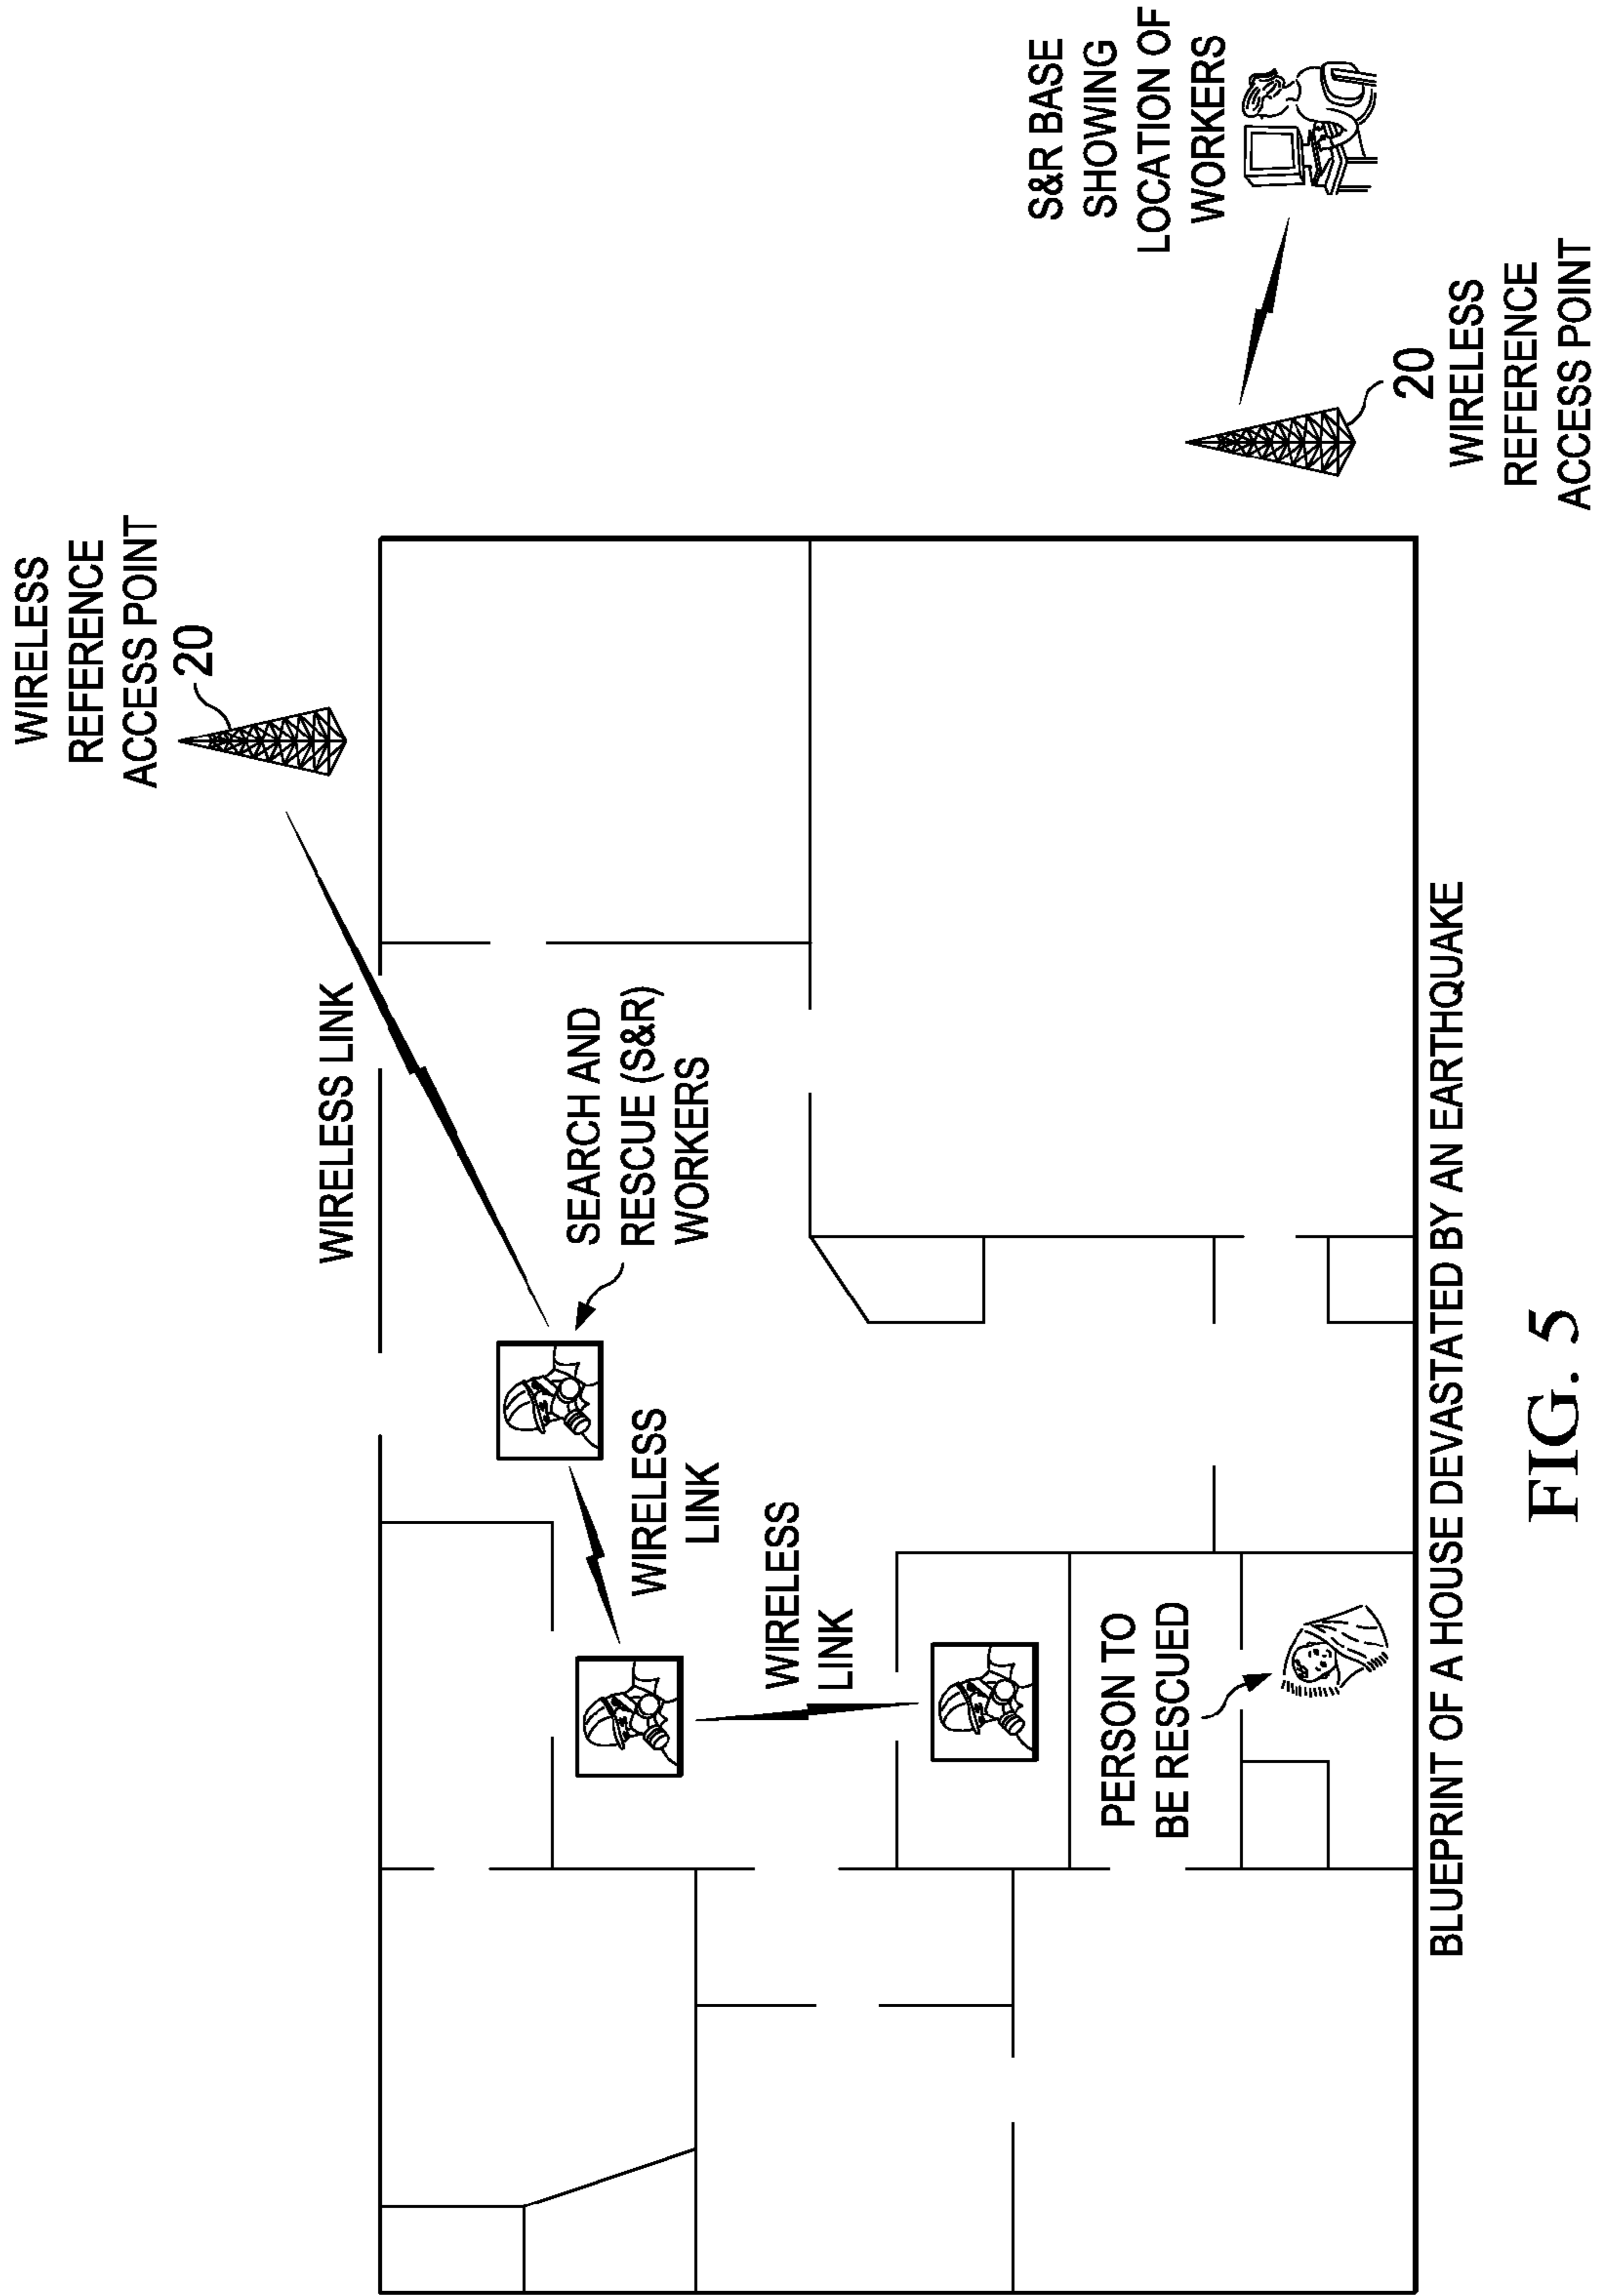 WIRELESS
REFERENCE
ACCESS POINT
20
WIRELESS LINK
SEARCH AND
RESCUE (S&R)
WORKERS
WIRELESS
LINK
WIRELESS
LINK
PERSON TO
BE RESCUED
S&R BASE
SHOWING
LOCATION OF
WORKERS
20
WIRELESS
REFERENCE
ACCESS POINT
BLUEPRINT OF A HOUSE DEVASTATED BY AN EARTHQUAKE
FIG. 5